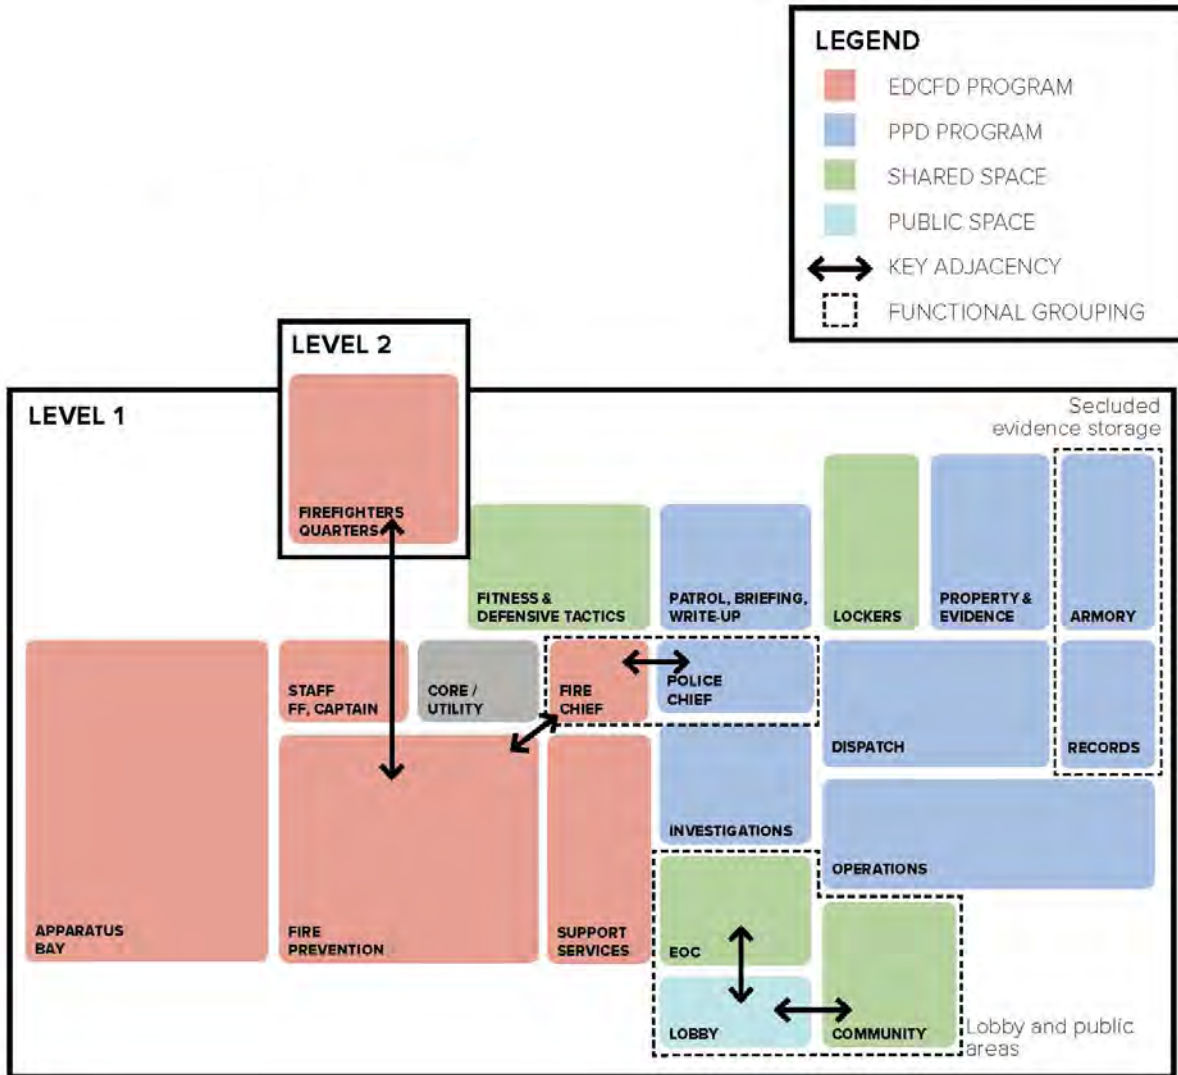 LEGEND
EDCFD PROGRAM
PPD PROGRAM
SHARED SPACE
PUBLIC SPACE
KEY ADJACENCY
FUNCTIONAL GROUPING
LEVEL 2
FIREFIGHTERS
QUARTERS
LEVEL 1
Secluded
evidence storage
FITNESS &
DEFENSIVE TACTICS
PATROL, BRIEFING,
WRITE-UP
LOCKERS
PROPERTY &
EVIDENCE
ARMORY
STAFF
FF, CAPTAIN
CORE /
UTILITY
FIRE
CHIEF
POLICE
CHIEF
DISPATCH
RECORDS
INVESTIGATIONS
OPERATIONS
APPARATUS
BAY
FIRE
PREVENTION
SUPPORT
SERVICES
EOC
LOBBY
COMMUNITY
Lobby and public
areas